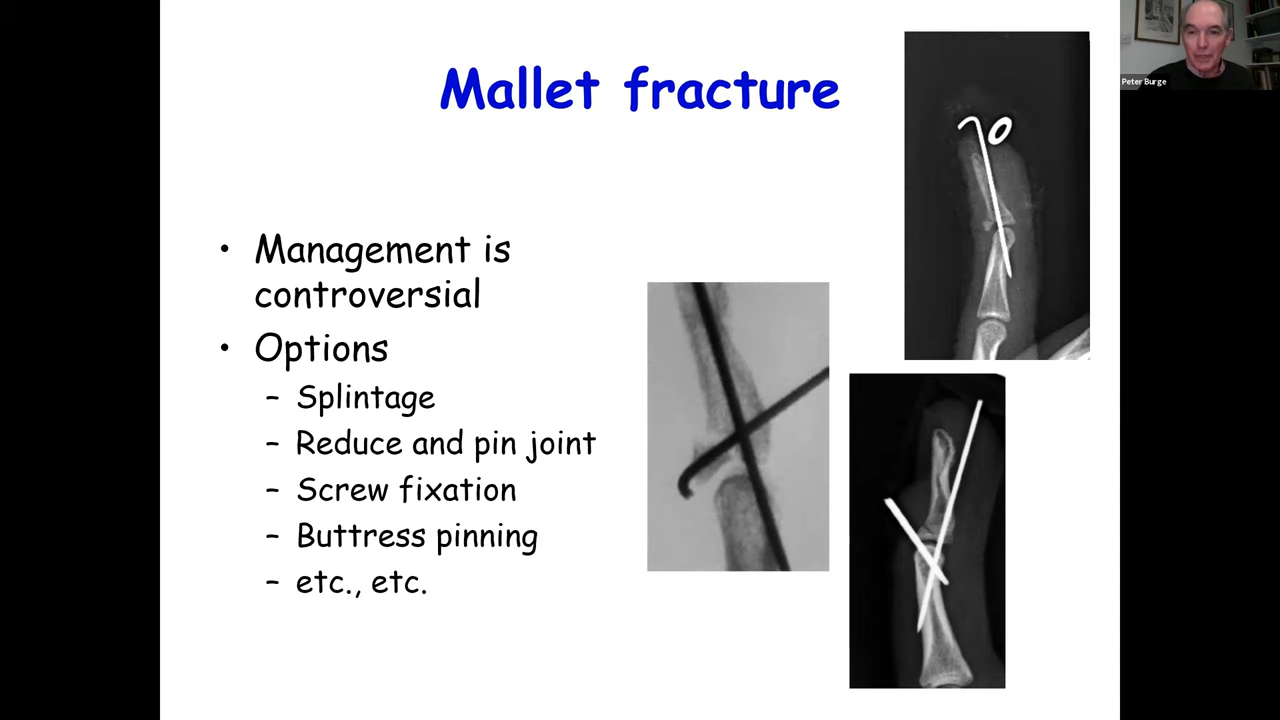 Mallet fracture
Peter Burge
• Management is
controversial
• Options
– Splintage
– Reduce and pin joint
– Screw fixation
– Buttress pinning
– etc., etc.